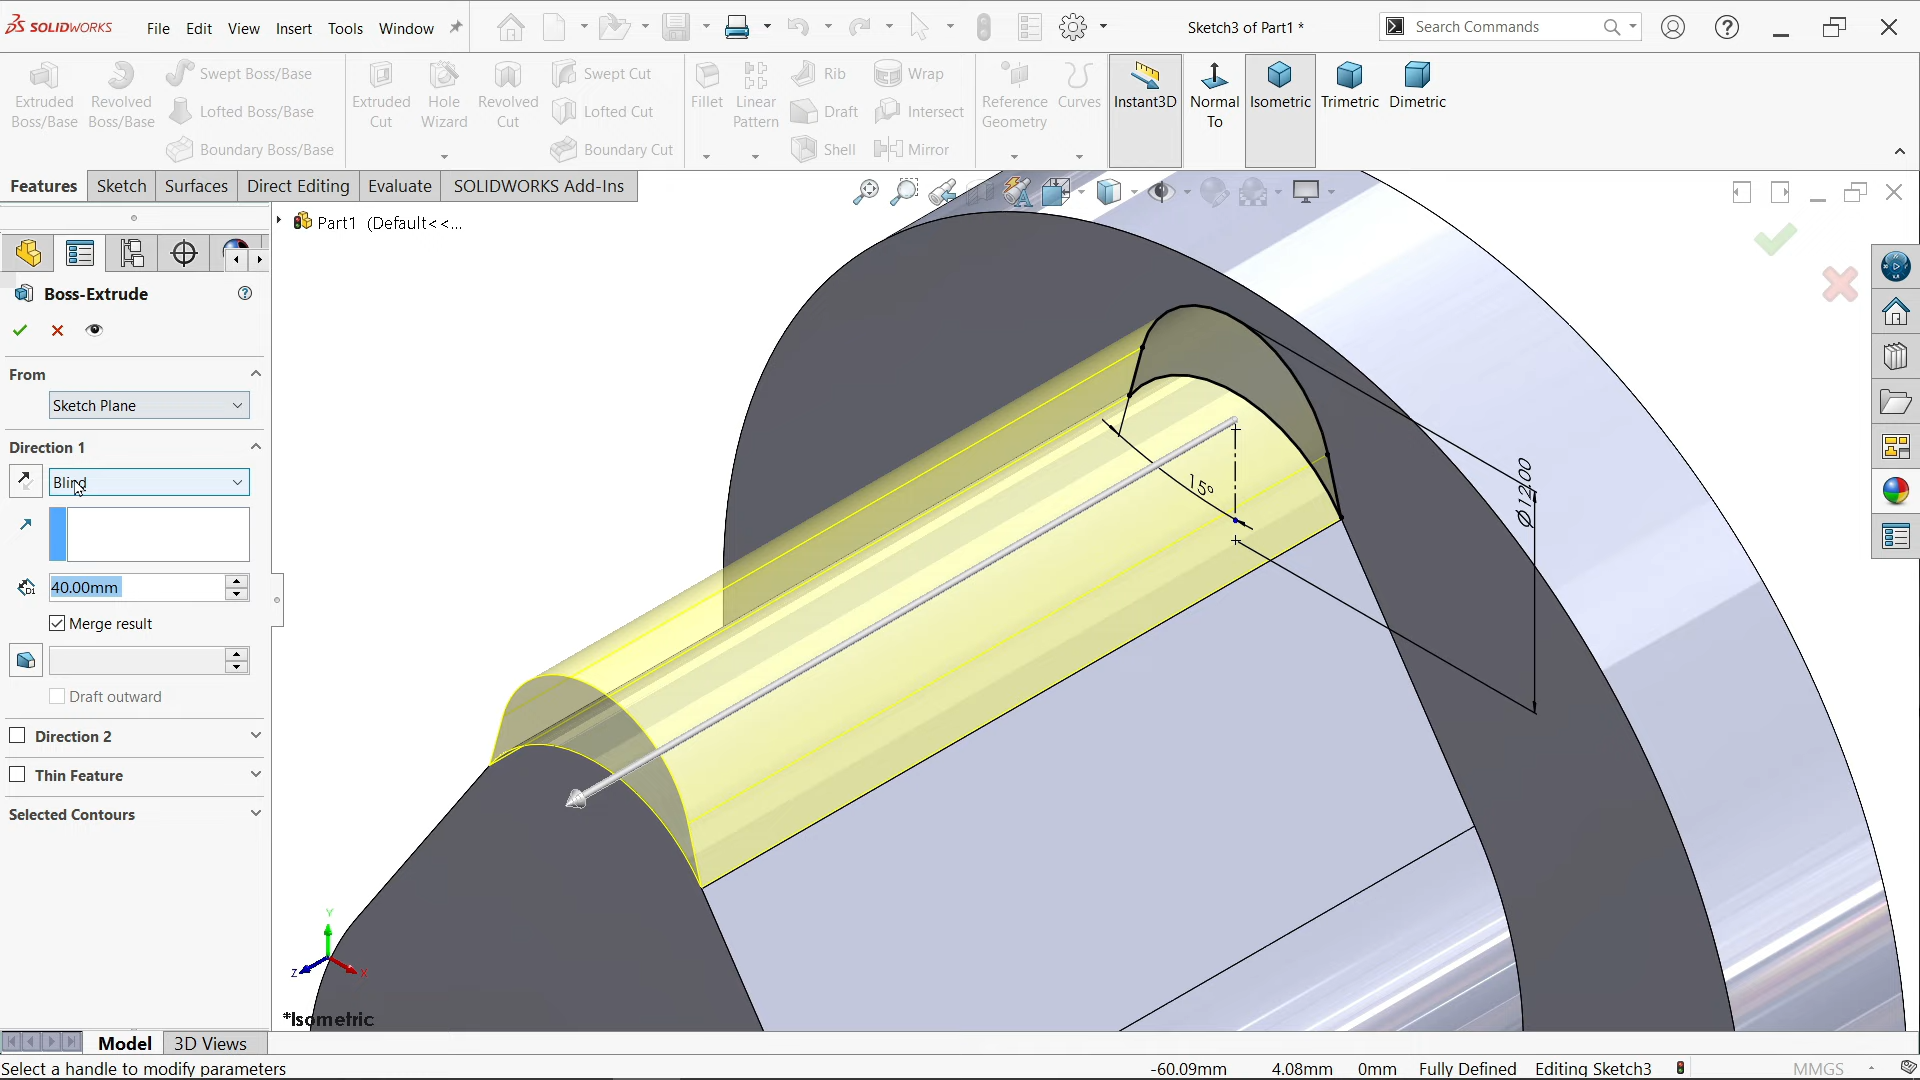 SOLIDWORKS File Edit View Insert Tools Window Sketch3 of Part1 * Search Commands
Extruded Boss/Base Revolved Boss/Base Swept Boss/Base Lofted Boss/Base Boundary Boss/Base
Extruded Cut Hole Wizard Revolved Cut Swept Cut Lofted Cut Boundary Cut
Fillet Linear Pattern Rib Draft Shell Wrap Intersect Mirror
Reference Geometry Curves Instant3D Normal To Isometric Trimetric Dimetric
Features Sketch Surfaces Direct Editing Evaluate SOLIDWORKS Add-Ins
Part1 (Default<<...
Boss-Extrude
From
Sketch Plane
Direction 1
Blind
D1
40.00mm
Merge result
Draft outward
Direction 2
Thin Feature
Selected Contours
15°
Ø 12.00
Y
Z X
*Isometric
Model 3D Views
Select a handle to modify parameters -60.09mm 4.08mm 0mm Fully Defined Editing Sketch3 MMGS